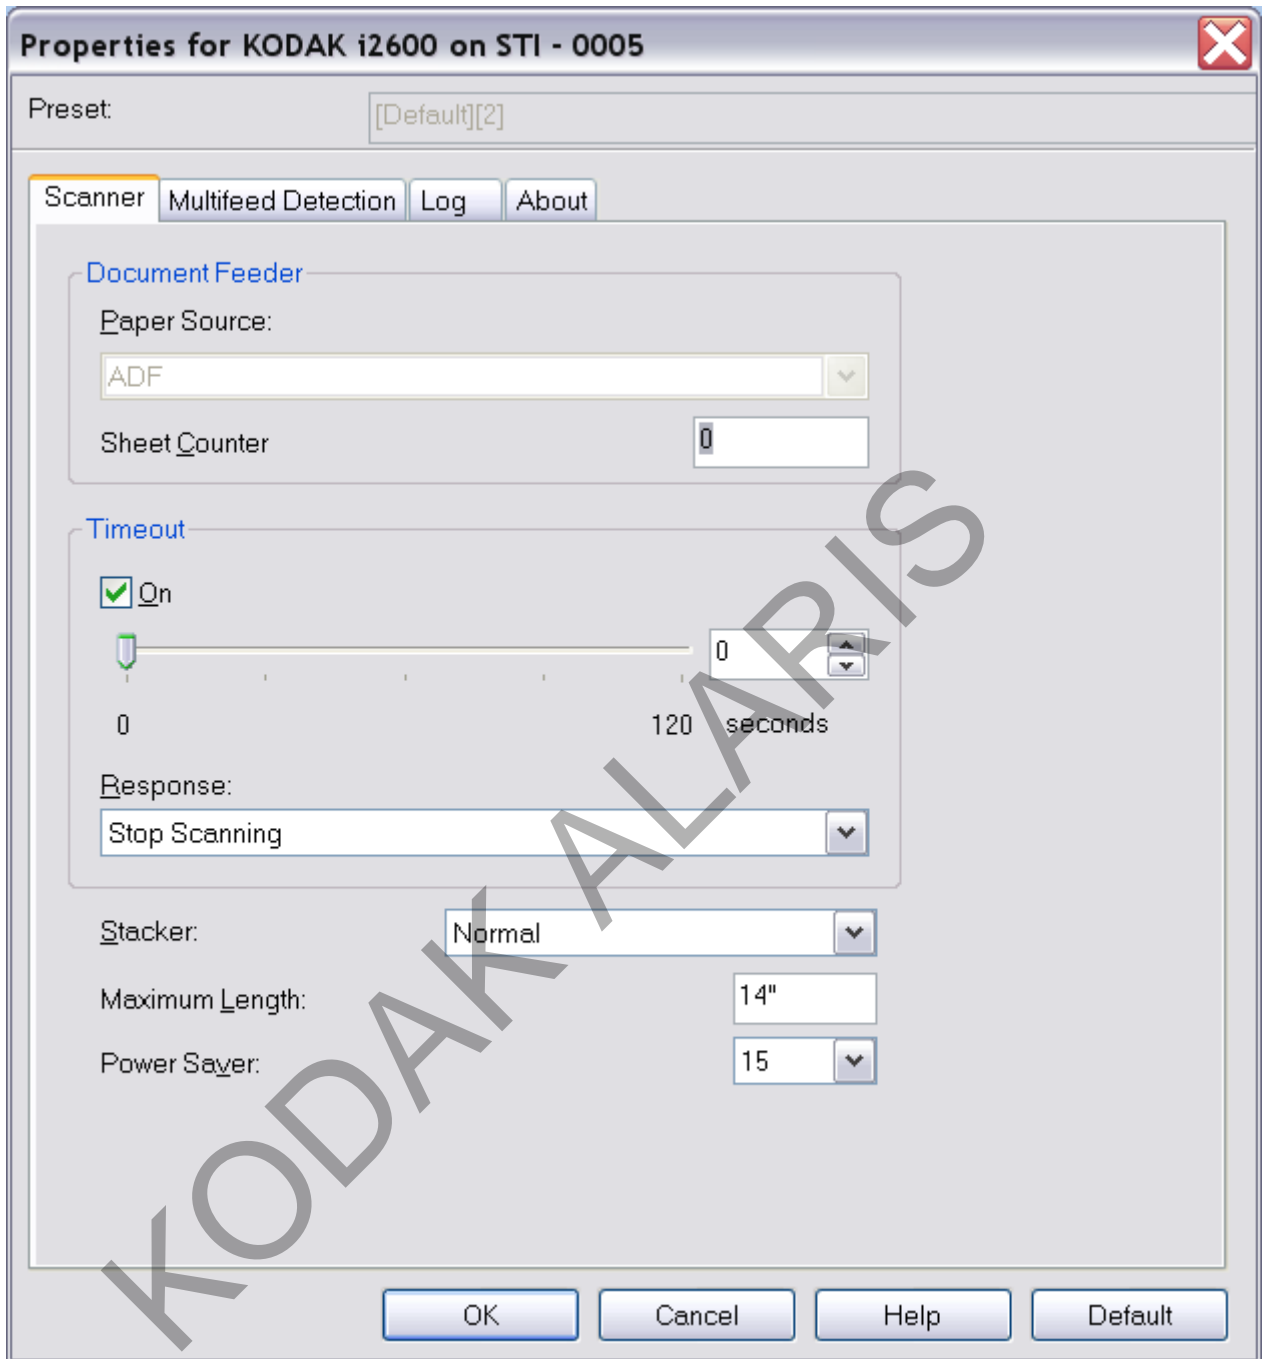 Properties for KODAK i2600 on STI - 0005
Preset: [Default][2]
Scanner Multifeed Detection Log About
Document Feeder
Paper Source:
ADF
Sheet Counter 0
Timeout
On
0
0 120 seconds
Response:
Stop Scanning
Stacker: Normal
Maximum Length: 14"
Power Saver: 15
OK Cancel Help Default
KODAK ALARIS